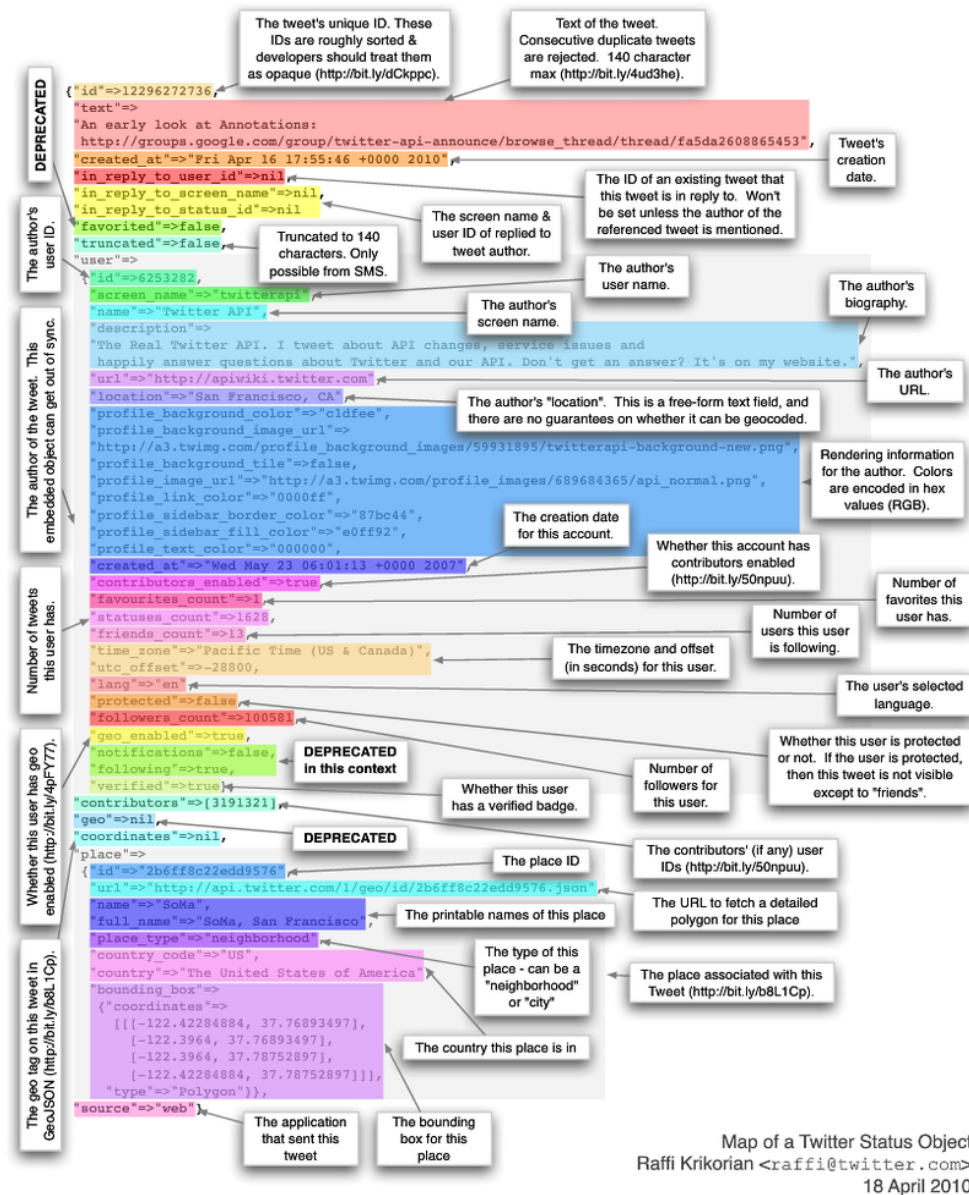 The tweet's unique ID. These
IDs are roughly sorted &
developers should treat them
as opaque (http://bit.ly/dCkppc).
Text of the tweet.
Consecutive duplicate tweets
are rejected. 140 character
max (http://bit.ly/4ud3he).
DEPRECATED
{"id"=>12296272736,
"text"=>
"An early look at Annotations:
http://groups.google.com/group/twitter-api-announce/browse_thread/thread/fa5da2608865453",
"created_at"=>"Fri Apr 16 17:55:46 +0000 2010",
Tweet's
creation
date.
"in_reply_to_user_id"=>nil,
"in_reply_to_screen_name"=>nil,
"in_reply_to_status_id"=>nil
The ID of an existing tweet that
this tweet is in reply to. Won't
be set unless the author of the
referenced tweet is mentioned.
The screen name &
user ID of replied to
tweet author.
"favorited"=>false,
"truncated"=>false,
Truncated to 140
characters. Only
possible from SMS.
The author's
user ID.
"user"=>
{"id"=>6253282,
"screen_name"=>"twitterapi",
The author's
user name.
"name"=>"Twitter API",
The author's
screen name.
The author's
biography.
"description"=>
"The Real Twitter API. I tweet about API changes, service issues and
happily answer questions about Twitter and our API. Don't get an answer? It's on my website.",
"url"=>"http://apiwiki.twitter.com",
The author's
URL.
"location"=>"San Francisco, CA",
The author's "location". This is a free-form text field, and
there are no guarantees on whether it can be geocoded.
The author of the tweet. This
embedded object can get out of sync.
"profile_background_color"=>"c1dfee",
"profile_background_image_url"=>
"http://a3.twimg.com/profile_background_images/59931895/twitterapi-background-new.png",
"profile_background_tile"=>false,
"profile_image_url"=>"http://a3.twimg.com/profile_images/689684365/api_normal.png",
"profile_link_color"=>"0000ff",
"profile_sidebar_border_color"=>"87bc44",
"profile_sidebar_fill_color"=>"e0ff92",
"profile_text_color"=>"000000",
Rendering information
for the author. Colors
are encoded in hex
values (RGB).
"created_at"=>"Wed May 23 06:01:13 +0000 2007",
The creation date
for this account.
"contributors_enabled"=>true,
Whether this account has
contributors enabled
(http://bit.ly/50npuu).
"favourites_count"=>1,
Number of
favorites this
user has.
"statuses_count"=>1628,
Number of tweets
this user has.
"friends_count"=>13,
Number of
users this user
is following.
"time_zone"=>"Pacific Time (US & Canada)",
"utc_offset"=>-28800,
The timezone and offset
(in seconds) for this user.
"lang"=>"en",
The user's selected
language.
"protected"=>false,
Whether this user is protected
or not. If the user is protected,
then this tweet is not visible
except to "friends".
"followers_count"=>100581,
Number of
followers for
this user.
"geo_enabled"=>true,
Whether this user has geo
enabled (http://bit.ly/4pFY77).
"notifications"=>false,
"following"=>true,
DEPRECATED
in this context
"verified"=>true},
Whether this user
has a verified badge.
"contributors"=>[3191321],
The contributors' (if any) user
IDs (http://bit.ly/50npuu).
"geo"=>nil,
DEPRECATED
"coordinates"=>nil,
The geo tag on this tweet in
GeoJSON (http://bit.ly/b8L1Cp).
"place"=>
{"id"=>"2b6ff8c22edd9576",
The place ID
"url"=>"http://api.twitter.com/1/geo/id/2b6ff8c22edd9576.json",
The URL to fetch a detailed
polygon for this place
"name"=>"SoMa",
"full_name"=>"SoMa, San Francisco",
The printable names of this place
"place_type"=>"neighborhood",
The type of this
place - can be a
"neighborhood"
or "city"
"country_code"=>"US",
"country"=>"The United States of America",
The country this place is in
The place associated with this
Tweet (http://bit.ly/b8L1Cp).
"bounding_box"=>
{"coordinates"=>
[[[-122.42284884, 37.76893497],
[-122.3964, 37.76893497],
[-122.3964, 37.78752897],
[-122.42284884, 37.78752897]]],
"type"=>"Polygon"}},
The bounding
box for this
place
"source"=>"web"}
The application
that sent this
tweet
Map of a Twitter Status Object
Raffi Krikorian <raffi@twitter.com>
18 April 2010